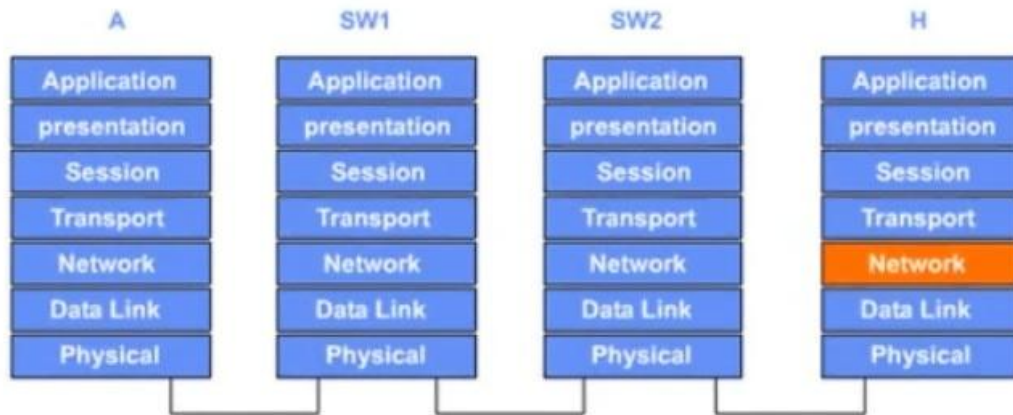 A SW1 SW2 H
Application Application Application Application
presentation presentation presentation presentation
Session Session Session Session
Transport Transport Transport Transport
Network Network Network Network
Data Link Data Link Data Link Data Link
Physical Physical Physical Physical